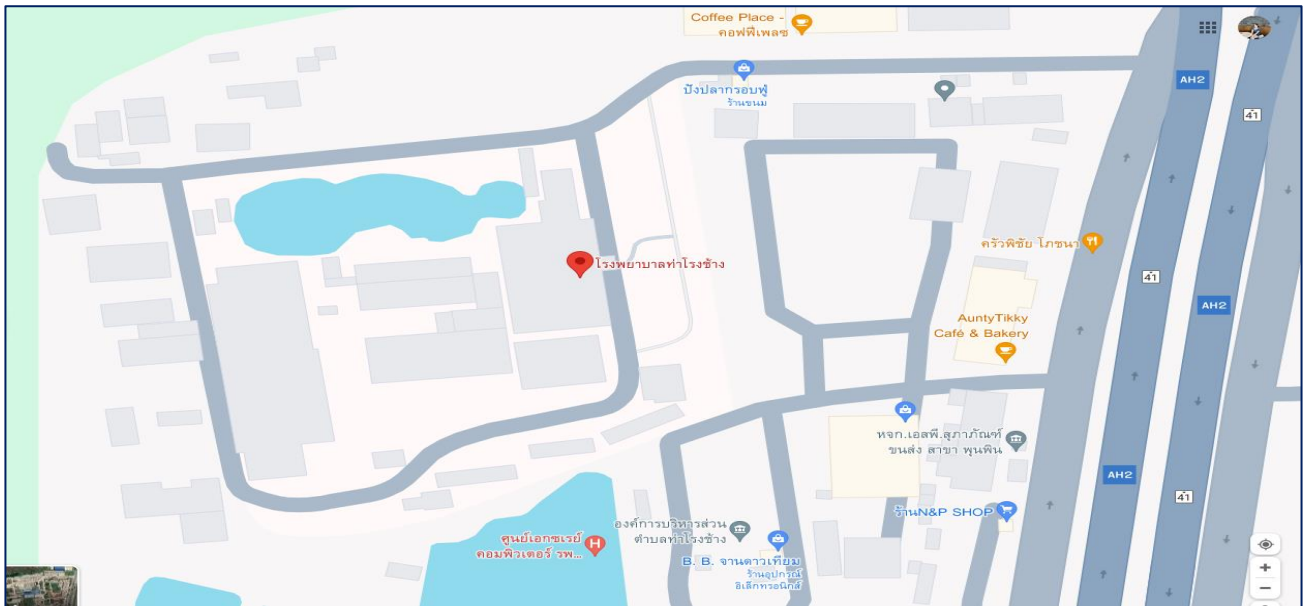 Coffee Place -
คอฟฟี่เพลซ
ปังปลากรอบฟู
ร้านขนม
AH2
41
ครัวพิชัย โภชนา
โรงพยาบาลท่าโรงช้าง
41
AH2
AuntyTikky
Café & Bakery
หจก.เอสพี.สุภาภัณฑ์
ขนส่ง สาขา พุนพิน
AH2
41
ร้านN&P SHOP
องค์การบริหารส่วน
ตำบลท่าโรงช้าง
ศูนย์เอกซเรย์
คอมพิวเตอร์ รพ...
B. B. จานดาวเทียม
ร้านอุปกรณ์
อิเล็กทรอนิกส์